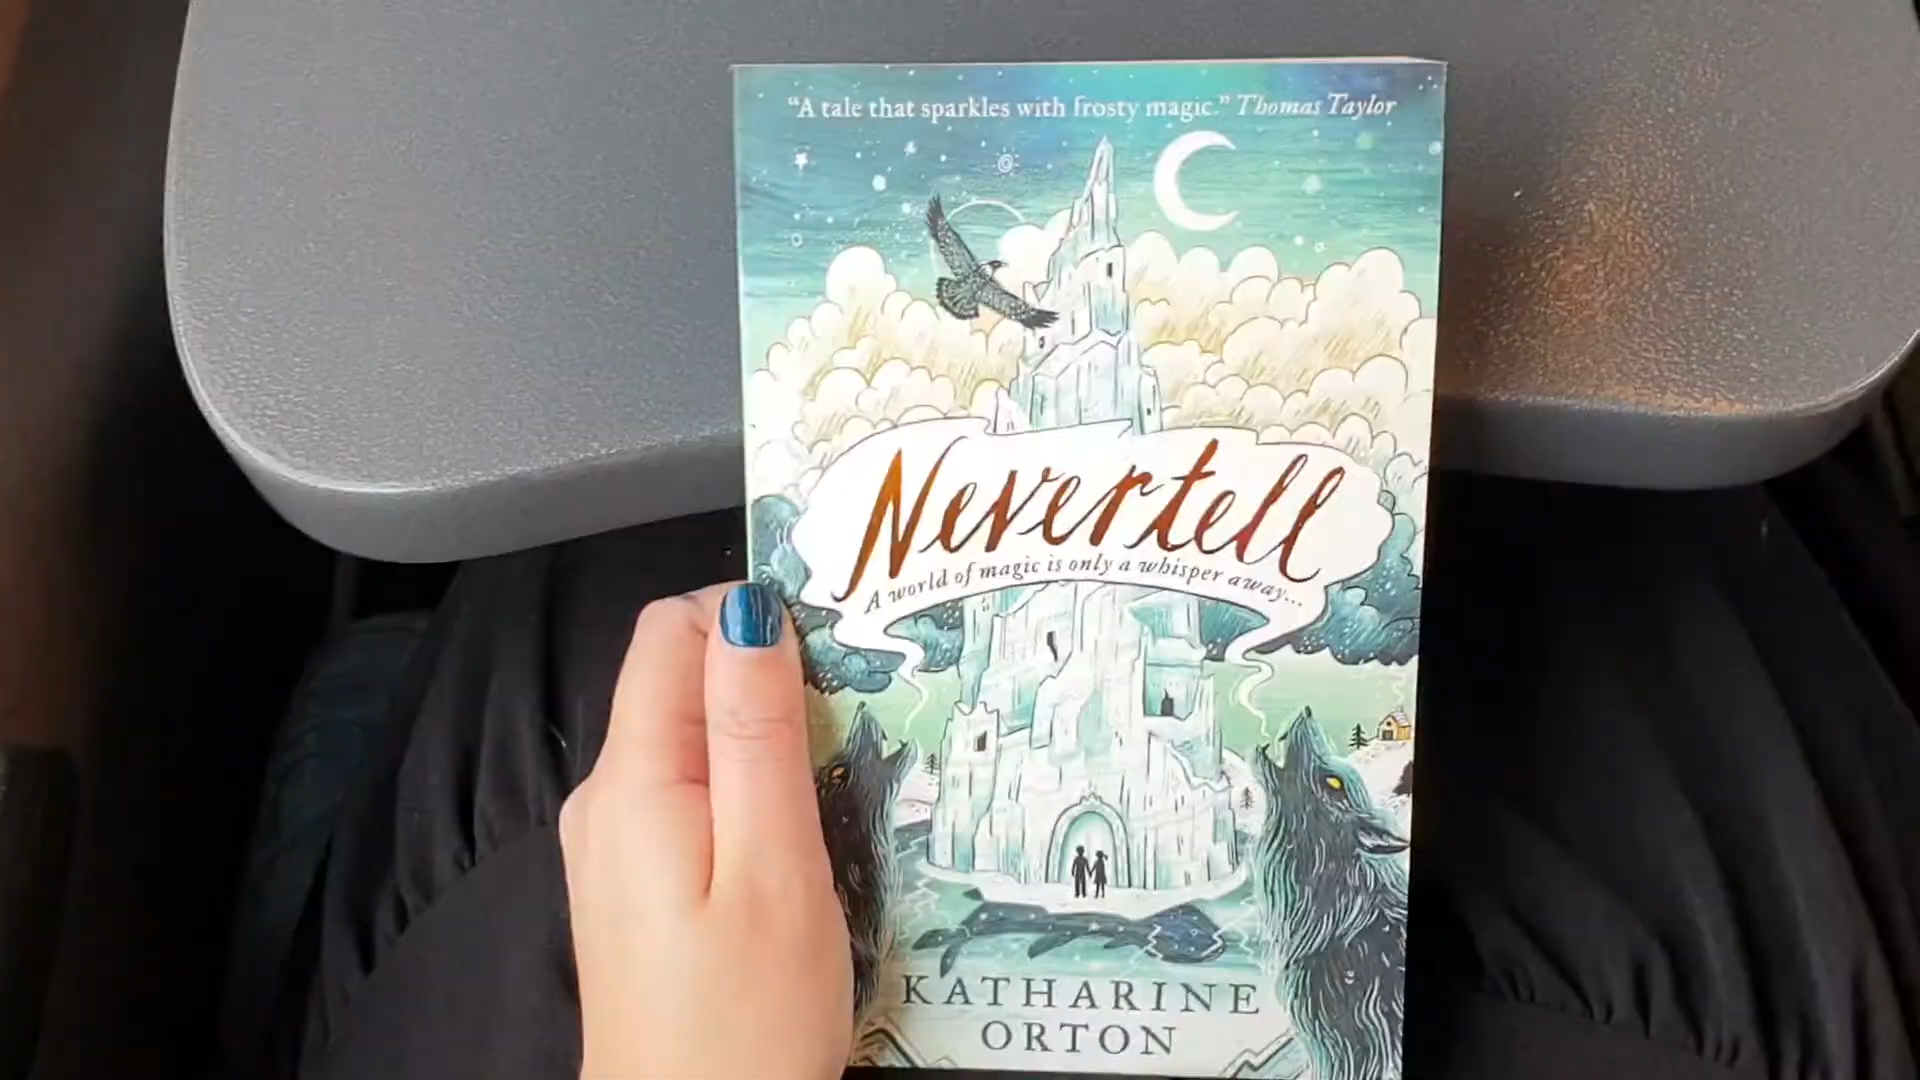 “A tale that sparkles with frosty magic.” Thomas Taylor
Nevertell
A world of magic is only a whisper away...
KATHARINE
ORTON